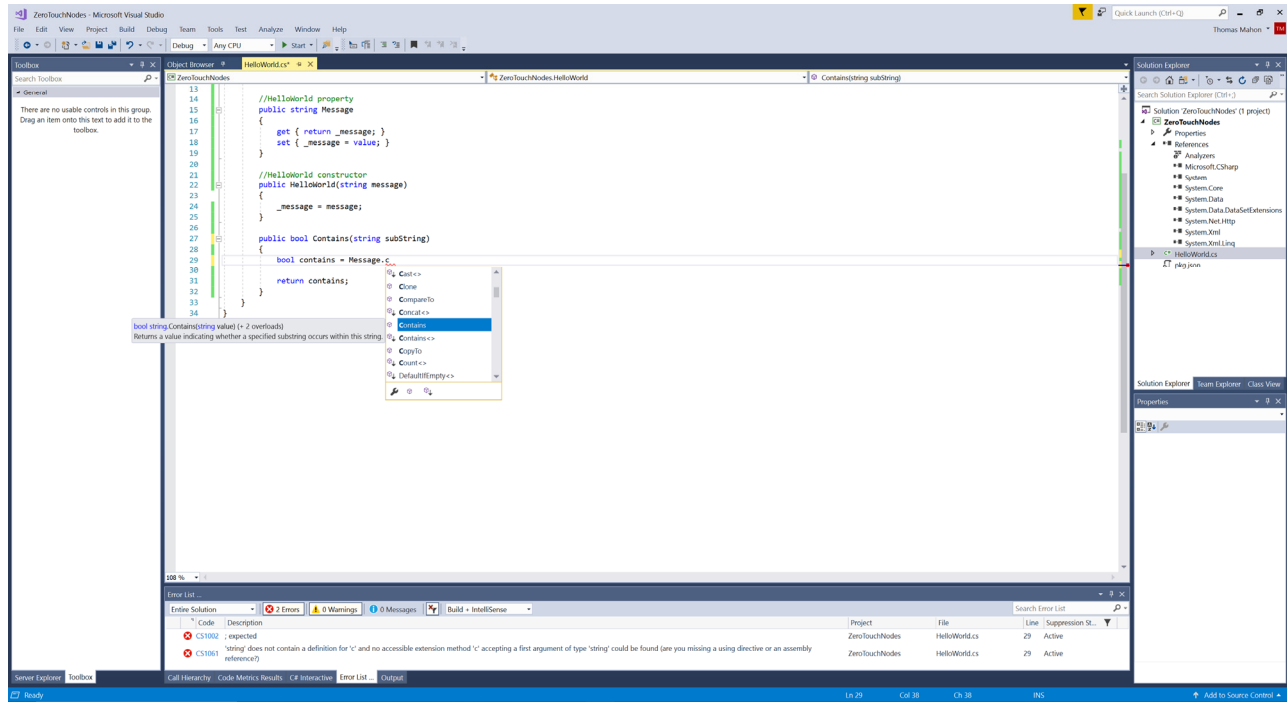 ZeroTouchNodes - Microsoft Visual Studio
Quick Launch (Ctrl+Q)
File Edit View Project Build Debug Team Tools Test Analyze Window Help
Thomas Mahon TM
Debug Any CPU Start
Toolbox
Object Browser HelloWorld.cs*
Solution Explorer
Search Toolbox
ZeroTouchNodes ZeroTouchNodes.HelloWorld Contains(string subString)
General
There are no usable controls in this group.
Drag an item onto this text to add it to the
toolbox.
13
14 //HelloWorld property
15 public string Message
16 {
17 get { return _message; }
18 set { _message = value; }
19 }
20
21 //HelloWorld constructor
22 public HelloWorld(string message)
23 {
24 _message = message;
25 }
26
27 public bool Contains(string subString)
28 {
29 bool contains = Message.c
30
31 return contains;
32 }
33 }
34 }
Cast<>
Clone
CompareTo
Concat<>
Contains
Contains<>
CopyTo
Count<>
DefaultIfEmpty<>
bool string.Contains(string value) (+ 2 overloads)
Returns a value indicating whether a specified substring occurs within this string.
Search Solution Explorer (Ctrl+;)
Solution 'ZeroTouchNodes' (1 project)
ZeroTouchNodes
Properties
References
Analyzers
Microsoft.CSharp
System
System.Core
System.Data
System.Data.DataSetExtensions
System.Net.Http
System.Xml
System.Xml.Linq
HelloWorld.cs
pkg.json
Solution Explorer Team Explorer Class View
Properties
108 %
Error List ...
Entire Solution 2 Errors 0 Warnings 0 Messages Build + IntelliSense Search Error List
Code Description Project File Line Suppression St...
CS1002 ; expected ZeroTouchNodes HelloWorld.cs 29 Active
CS1061 'string' does not contain a definition for 'c' and no accessible extension method 'c' accepting a first argument of type 'string' could be found (are you missing a using directive or an assembly
reference?) ZeroTouchNodes HelloWorld.cs 29 Active
Server Explorer Toolbox
Call Hierarchy Code Metrics Results C# Interactive Error List ... Output
Ready Ln 29 Col 38 Ch 38 INS Add to Source Control